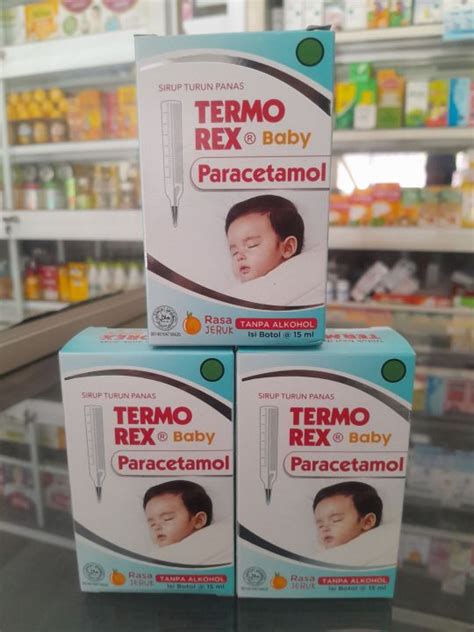 SIRUP TURUN PANAS
TERMO
REX® Baby
Paracetamol
Rasa
JERUK
TANPA ALKOHOL
Isi Botol @ 15 ml
SIRUP TURUN PANAS
TERMO
REX® Baby
Paracetamol
Rasa
JERUK
TANPA ALKOHOL
Isi Botol @ 15 ml
SIRUP TURUN PANAS
TERMO
REX® Baby
Paracetamol
Rasa
JERUK
TANPA ALKOHOL
Isi Botol @ 15 ml